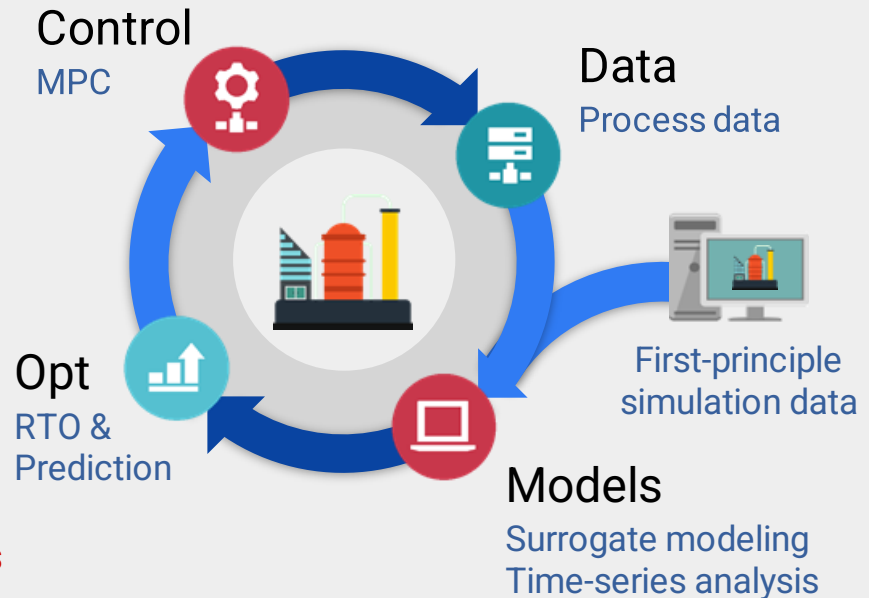 Control
MPC
Data
Process data
First-principle
simulation data
Opt
RTO &
Prediction
Models
Surrogate modeling
Time-series analysis
s